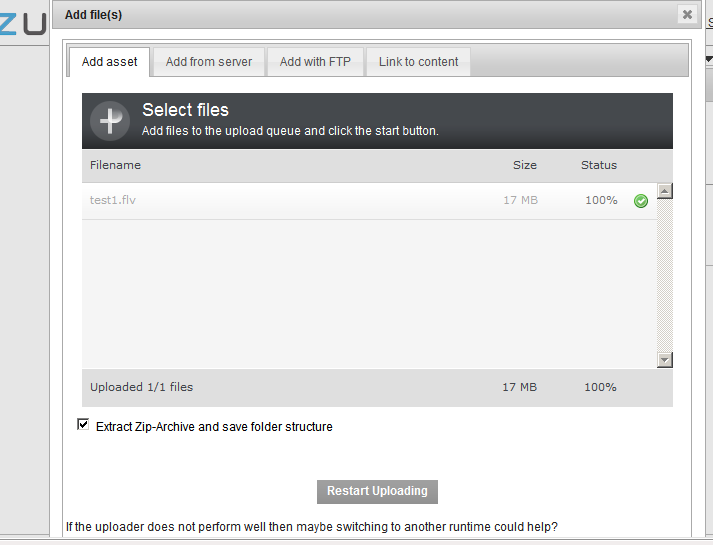 ZU
Add file(s)
Add asset Add from server Add with FTP Link to content
Select files
Add files to the upload queue and click the start button.
Filename Size Status
test1.flv 17 MB 100%
Uploaded 1/1 files 17 MB 100%
Extract Zip-Archive and save folder structure
Restart Uploading
If the uploader does not perform well then maybe switching to another runtime could help?